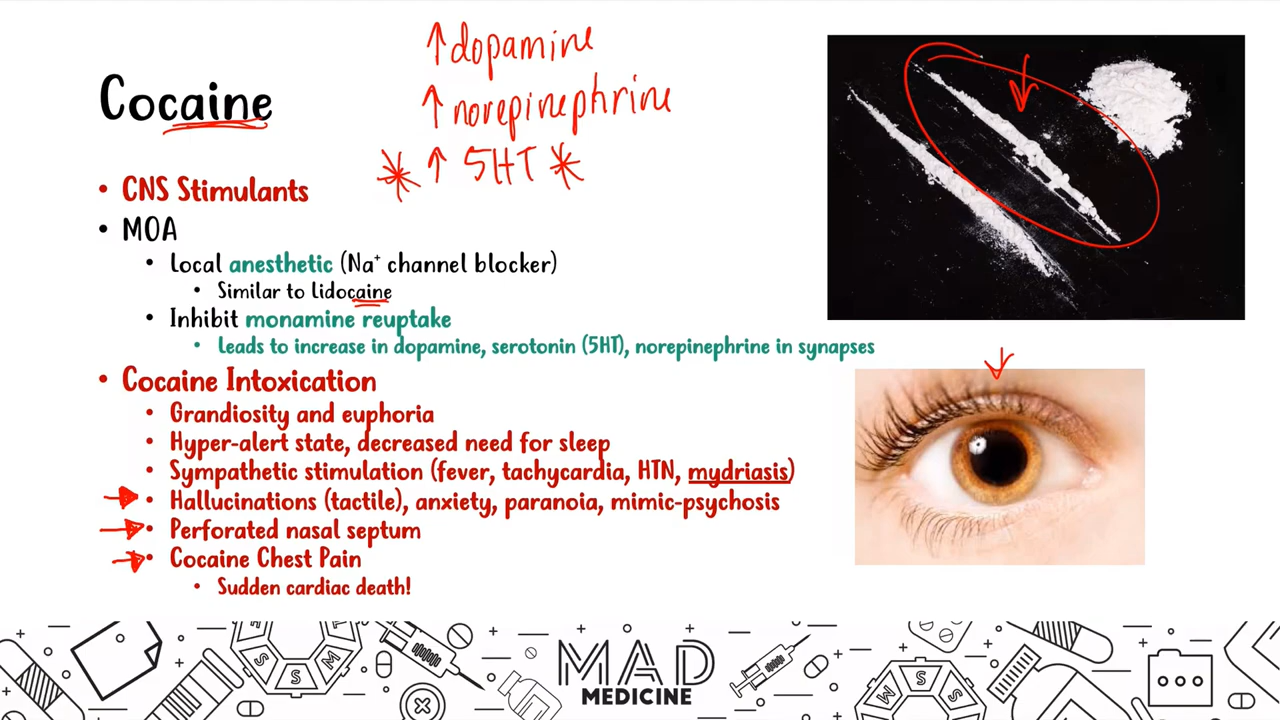 ↑ dopamine
↑ norepinephrine
* ↑ 5HT *
Cocaine
• CNS Stimulants
• MOA
• Local anesthetic (Na⁺ channel blocker)
• Similar to Lidocaine
• Inhibit monamine reuptake
• Leads to increase in dopamine, serotonin (5HT), norepinephrine in synapses
• Cocaine Intoxication
• Grandiosity and euphoria
• Hyper-alert state, decreased need for sleep
• Sympathetic stimulation (fever, tachycardia, HTN, mydriasis)
• Hallucinations (tactile), anxiety, paranoia, mimic-psychosis
• Perforated nasal septum
• Cocaine Chest Pain
• Sudden cardiac death!
S S M
MAD
MEDICINE
M S S